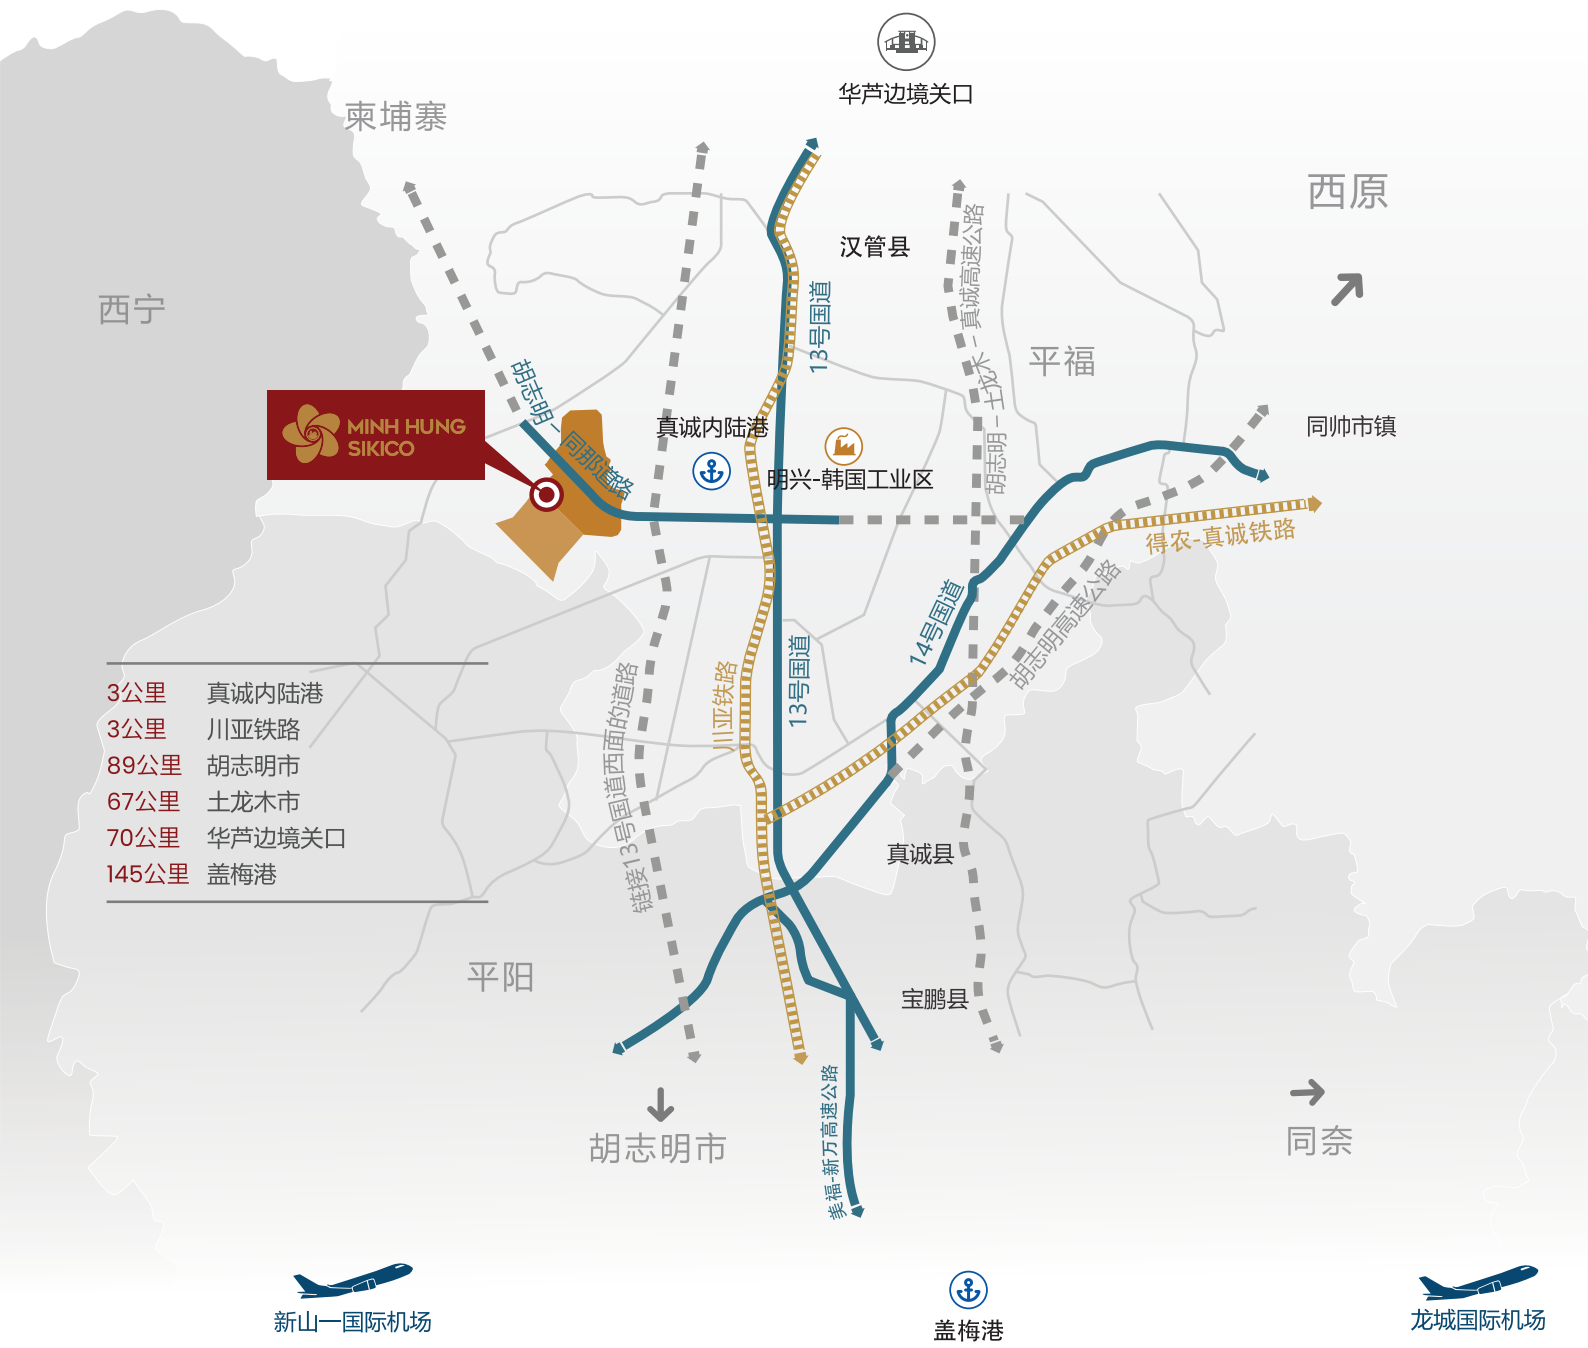 华芦边境关口
柬埔寨
西原
汉管县
西宁
13号国道
胡志明 – 土龙木 – 真诚高速公路
平福
MINH HUNG
SIKICO
胡志明 – 同那道路
真诚内陆港
明兴-韩国工业区
同帅市镇
得农-真诚铁路
胡志明高速公路
14号国道
13号国道
川亚铁路
链接13号国道西面的道路
3公里 真诚内陆港
3公里 川亚铁路
89公里 胡志明市
67公里 土龙木市
70公里 华芦边境关口
145公里 盖梅港
真诚县
平阳
宝鹏县
美福-新万高速公路
胡志明市
同奈
新山一国际机场
盖梅港
龙城国际机场